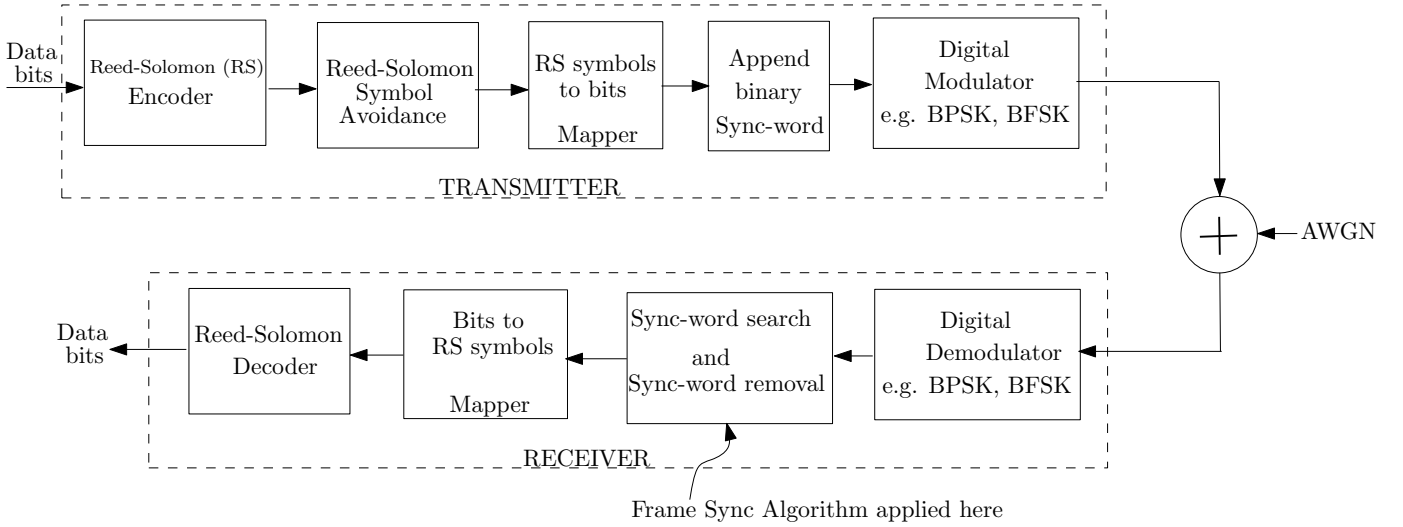 Data
bits
Reed-Solomon (RS)
Encoder
Reed-Solomon
Symbol
Avoidance
RS symbols
to bits
Mapper
Append
binary
Sync-word
Digital
Modulator
e.g. BPSK, BFSK
TRANSMITTER
AWGN
Data
bits
Reed-Solomon
Decoder
Bits to
RS symbols
Mapper
Sync-word search
and
Sync-word removal
Digital
Demodulator
e.g. BPSK, BFSK
RECEIVER
Frame Sync Algorithm applied here